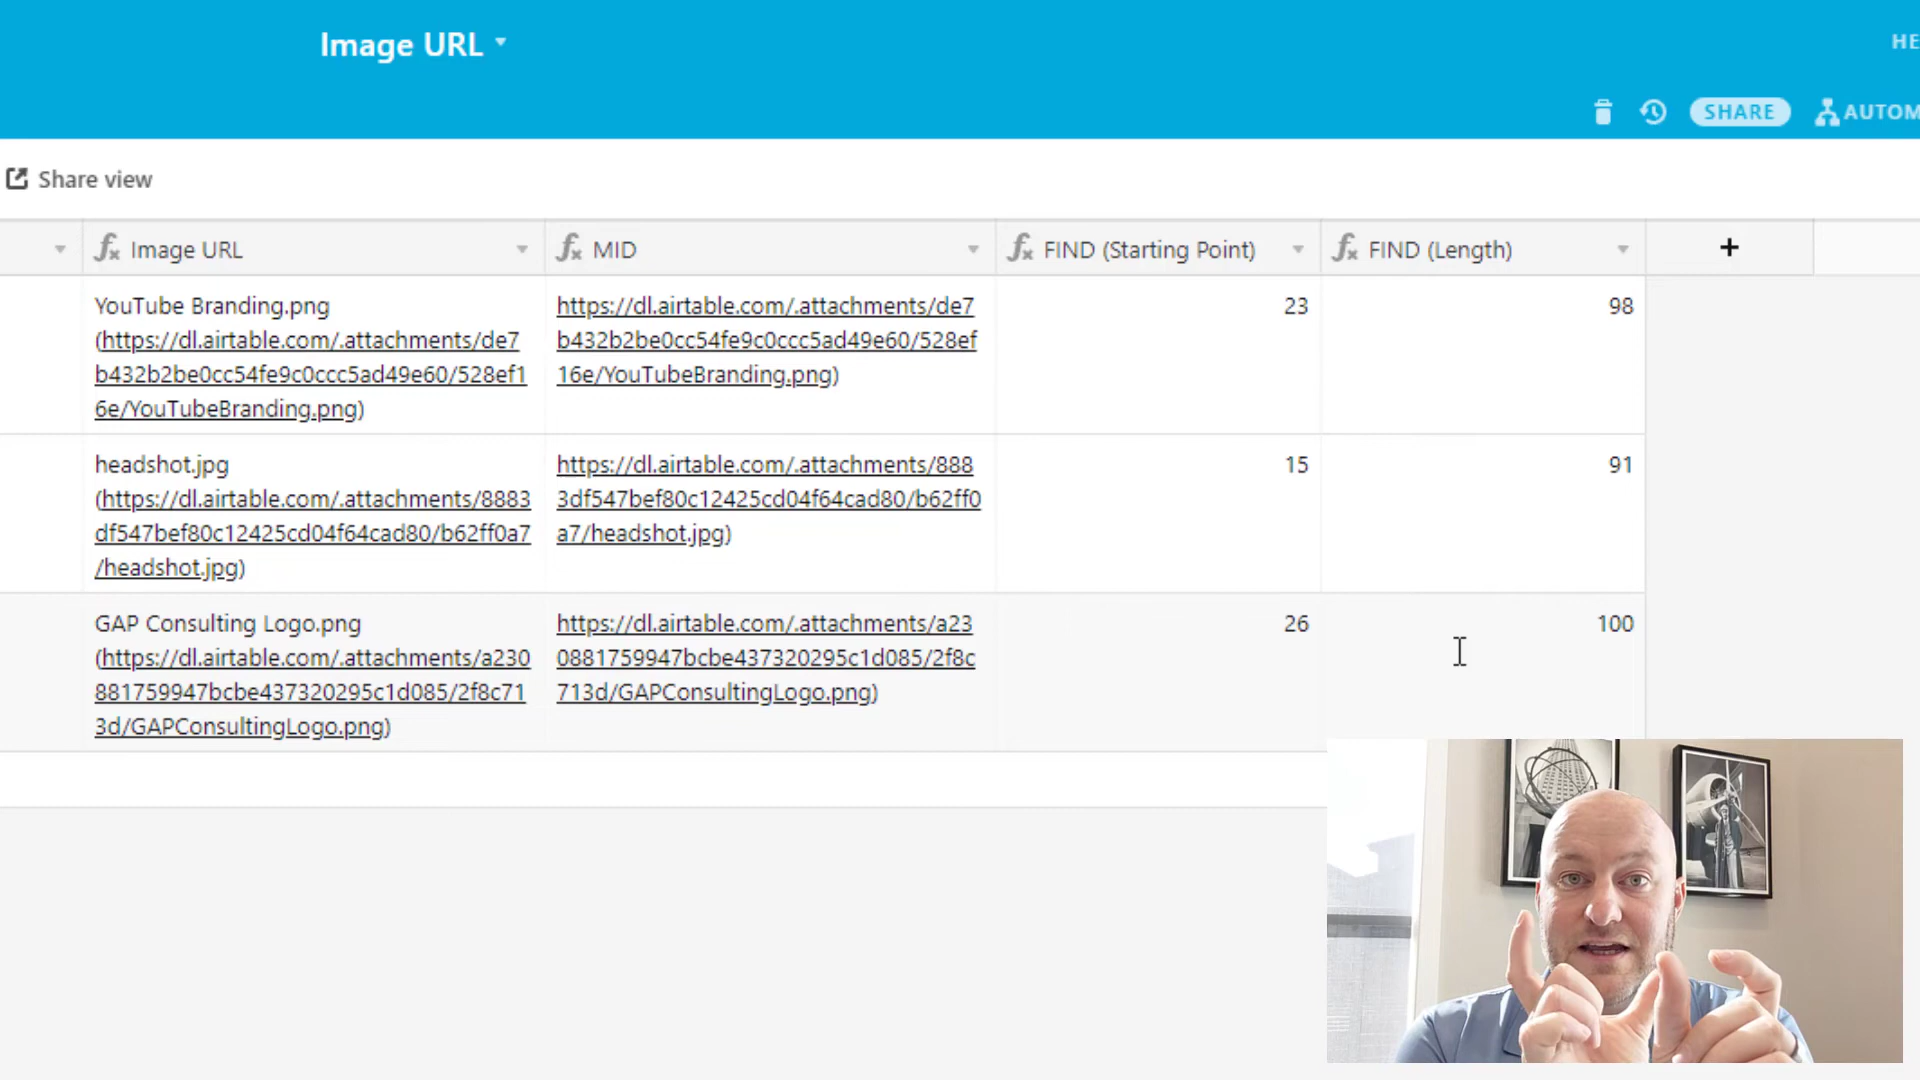 Image URL
HE
SHARE
AUTOM
Share view
Image URL
MID
FIND (Starting Point)
FIND (Length)
+
YouTube Branding.png
(https://dl.airtable.com/.attachments/de7
b432b2be0cc54fe9c0ccc5ad49e60/528ef1
6e/YouTubeBranding.png)
https://dl.airtable.com/.attachments/de7
b432b2be0cc54fe9c0ccc5ad49e60/528ef
16e/YouTubeBranding.png)
23
98
headshot.jpg
(https://dl.airtable.com/.attachments/8883
df547bef80c12425cd04f64cad80/b62ff0a7
/headshot.jpg)
https://dl.airtable.com/.attachments/888
3df547bef80c12425cd04f64cad80/b62ff0
a7/headshot.jpg)
15
91
GAP Consulting Logo.png
(https://dl.airtable.com/.attachments/a230
881759947bcbe437320295c1d085/2f8c71
3d/GAPConsultingLogo.png)
https://dl.airtable.com/.attachments/a23
0881759947bcbe437320295c1d085/2f8c
713d/GAPConsultingLogo.png)
26
100